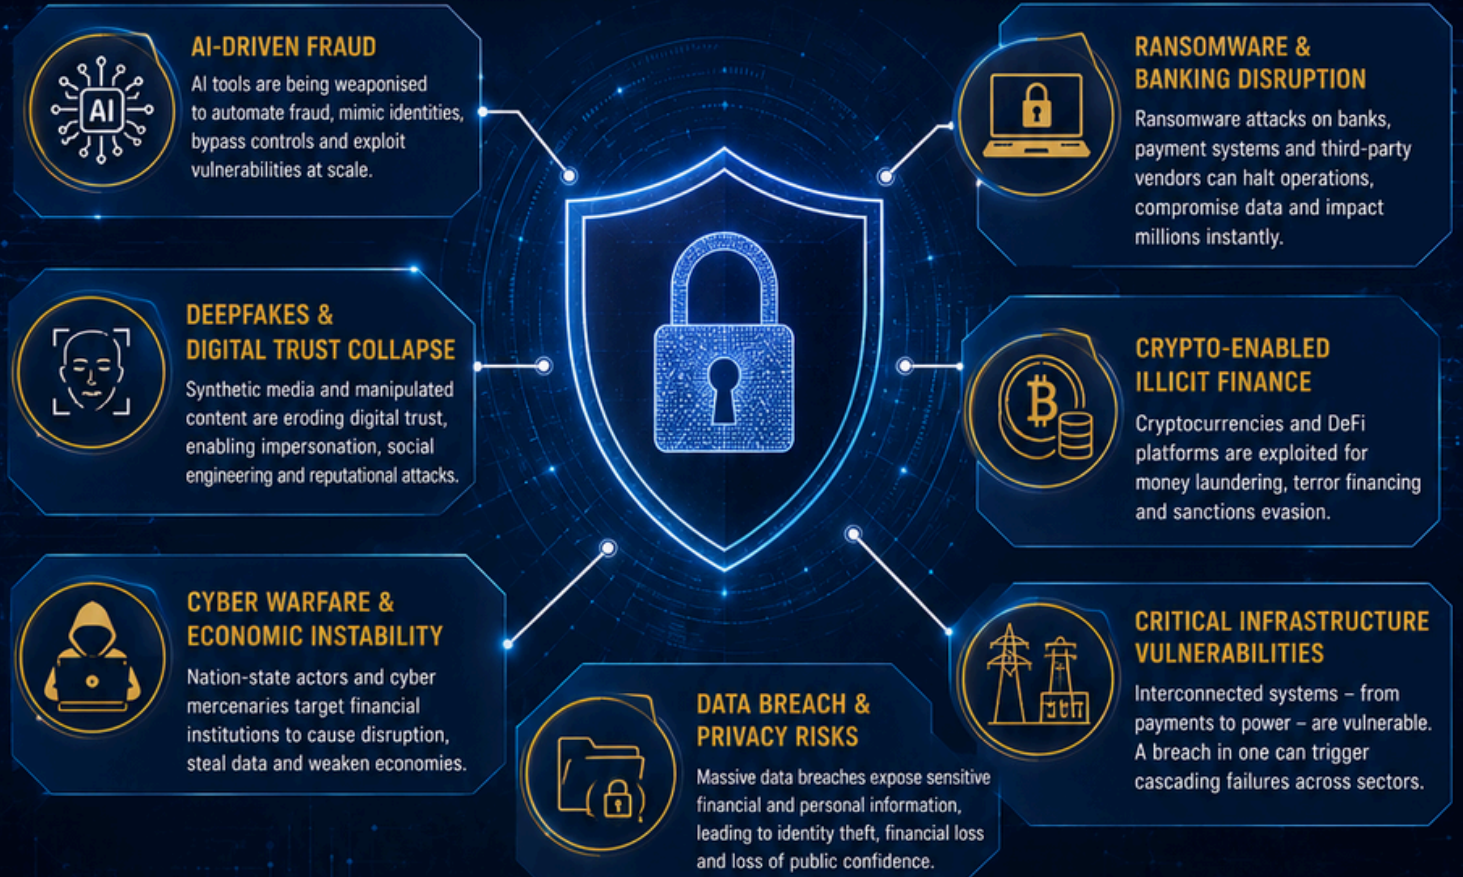 AI-DRIVEN FRAUD
AI tools are being weaponised
to automate fraud, mimic identities,
bypass controls and exploit
vulnerabilities at scale.
AI
DEEPFAKES &
DIGITAL TRUST COLLAPSE
Synthetic media and manipulated
content are eroding digital trust,
enabling impersonation, social
engineering and reputational attacks.
CYBER WARFARE &
ECONOMIC INSTABILITY
Nation-state actors and cyber
mercenaries target financial
institutions to cause disruption,
steal data and weaken economies.
DATA BREACH &
PRIVACY RISKS
Massive data breaches expose sensitive
financial and personal information,
leading to identity theft, financial loss
and loss of public confidence.
RANSOMWARE &
BANKING DISRUPTION
Ransomware attacks on banks,
payment systems and third-party
vendors can halt operations,
compromise data and impact
millions instantly.
CRYPTO-ENABLED
ILLICIT FINANCE
Cryptocurrencies and DeFi
platforms are exploited for
money laundering, terror financing
and sanctions evasion.
CRITICAL INFRASTRUCTURE
VULNERABILITIES
Interconnected systems – from
payments to power – are vulnerable.
A breach in one can trigger
cascading failures across sectors.